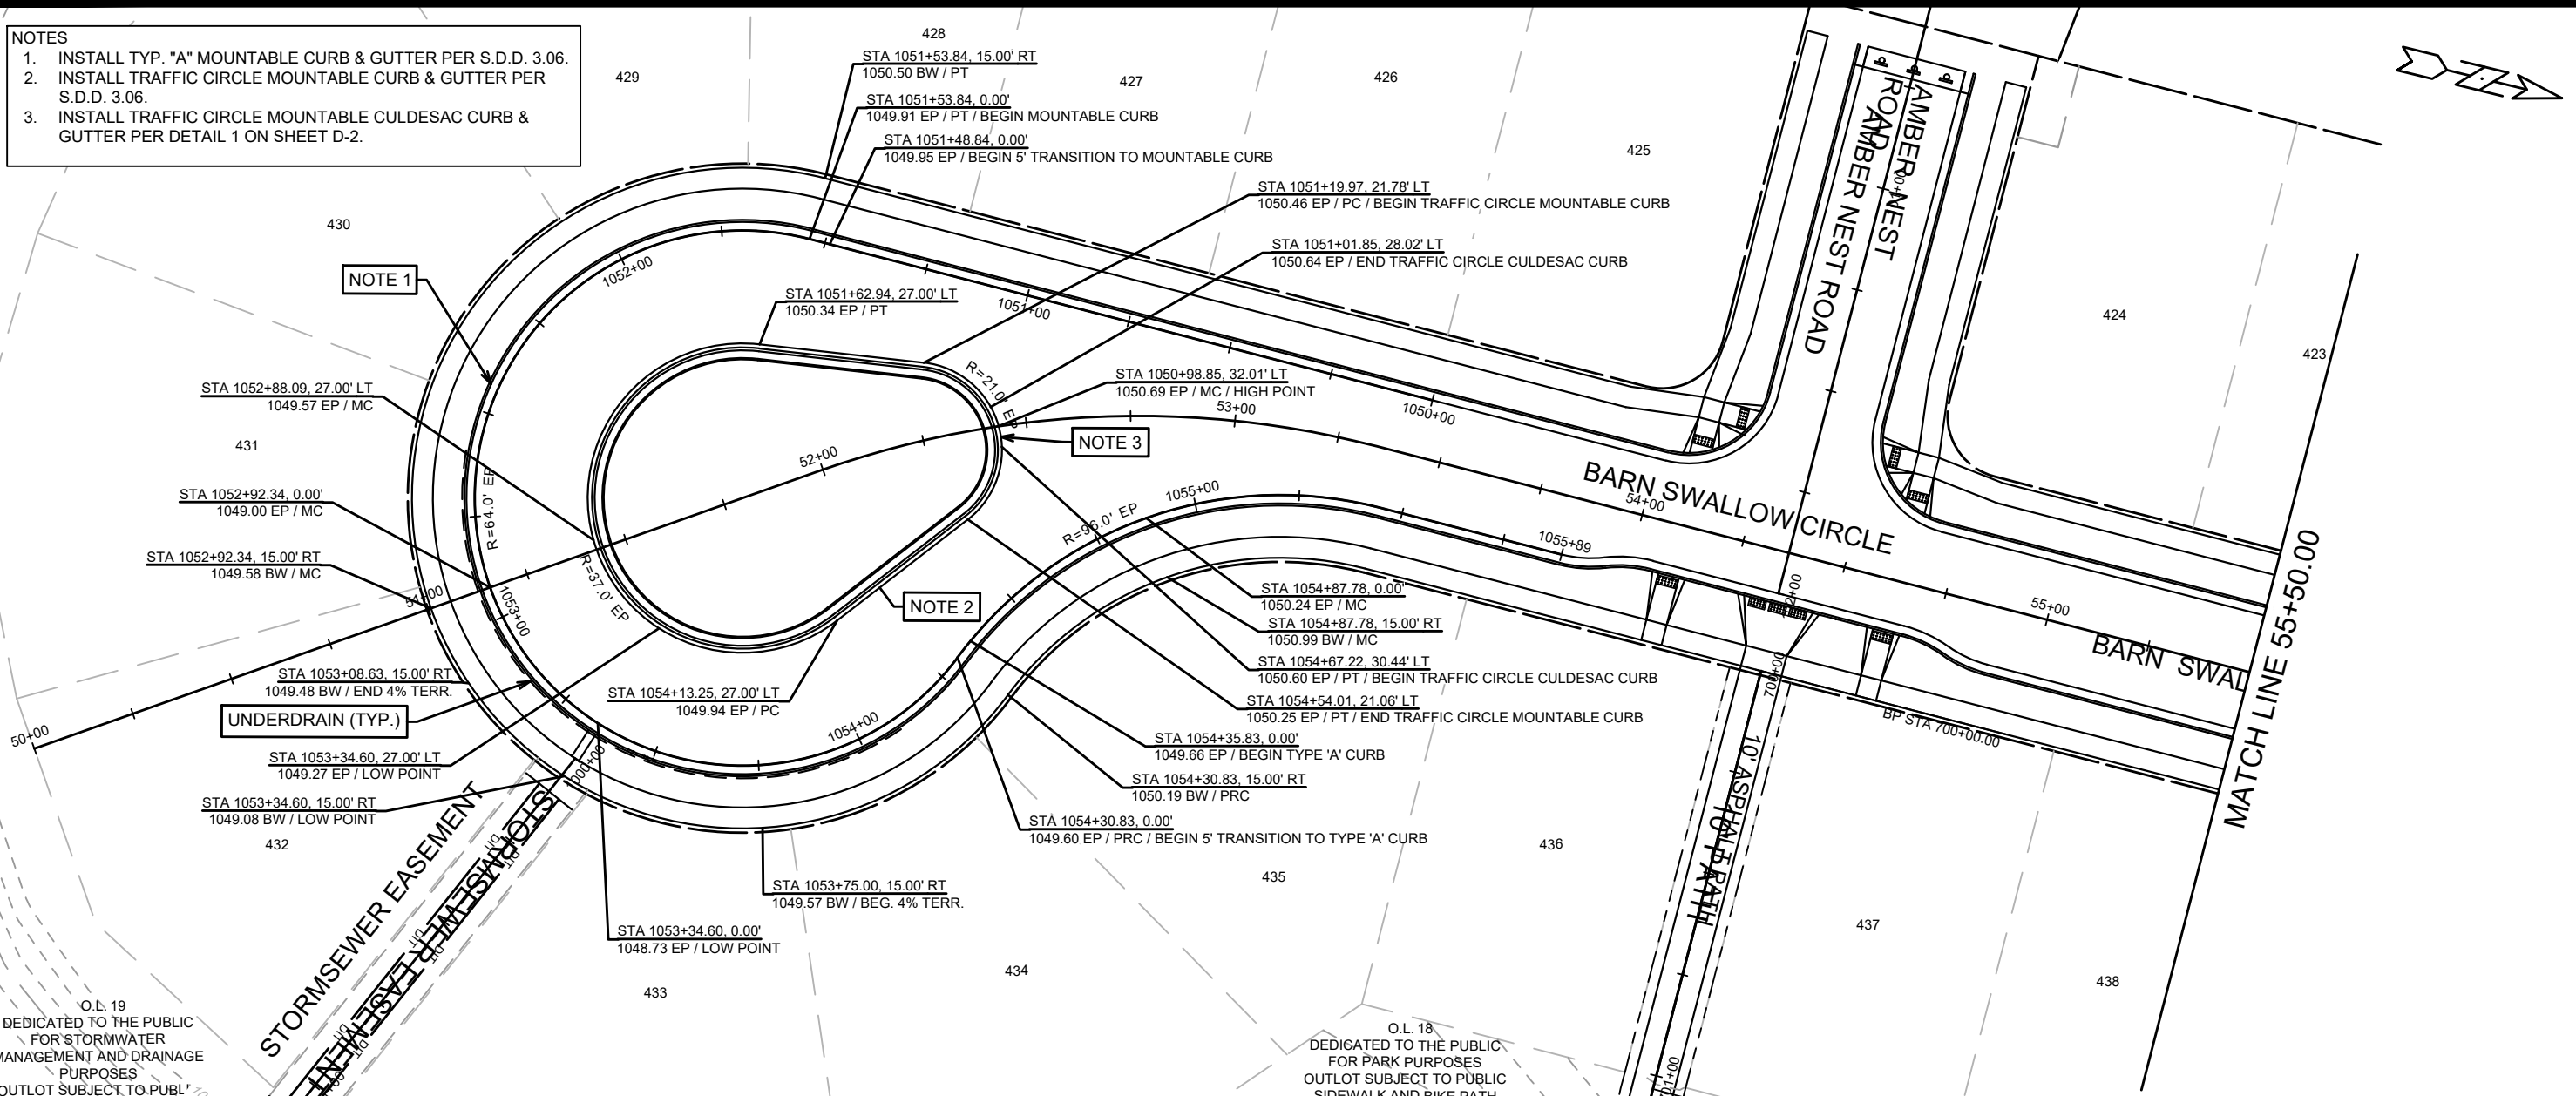 NOTES
1. INSTALL TYP. "A" MOUNTABLE CURB & GUTTER PER S.D.D. 3.06.
2. INSTALL TRAFFIC CIRCLE MOUNTABLE CURB & GUTTER PER
S.D.D. 3.06.
3. INSTALL TRAFFIC CIRCLE MOUNTABLE CULDESAC CURB &
GUTTER PER DETAIL 1 ON SHEET D-2.
428
429
427
426
425
424
423
430
431
432
433
434
435
436
437
438
STA 1051+53.84, 15.00' RT
1050.50 BW / PT
STA 1051+53.84, 0.00'
1049.91 EP / PT / BEGIN MOUNTABLE CURB
STA 1051+48.84, 0.00'
1049.95 EP / BEGIN 5' TRANSITION TO MOUNTABLE CURB
STA 1051+19.97, 21.78' LT
1050.46 EP / PC / BEGIN TRAFFIC CIRCLE MOUNTABLE CURB
STA 1051+01.85, 28.02' LT
1050.64 EP / END TRAFFIC CIRCLE CULDESAC CURB
STA 1051+62.94, 27.00' LT
1050.34 EP / PT
STA 1050+98.85, 32.01' LT
1050.69 EP / MC / HIGH POINT
NOTE 1
NOTE 3
NOTE 2
STA 1052+88.09, 27.00' LT
1049.57 EP / MC
STA 1052+92.34, 0.00'
1049.00 EP / MC
STA 1052+92.34, 15.00' RT
1049.58 BW / MC
STA 1053+08.63, 15.00' RT
1049.48 BW / END 4% TERR.
UNDERDRAIN (TYP.)
STA 1053+34.60, 27.00' LT
1049.27 EP / LOW POINT
STA 1053+34.60, 15.00' RT
1049.08 BW / LOW POINT
STA 1054+13.25, 27.00' LT
1049.94 EP / PC
STA 1053+75.00, 15.00' RT
1049.57 BW / BEG. 4% TERR.
STA 1053+34.60, 0.00'
1048.73 EP / LOW POINT
STA 1054+87.78, 0.00'
1050.24 EP / MC
STA 1054+87.78, 15.00' RT
1050.99 BW / MC
STA 1054+67.22, 30.44' LT
1050.60 EP / PT / BEGIN TRAFFIC CIRCLE CULDESAC CURB
STA 1054+54.01, 21.06' LT
1050.25 EP / PT / END TRAFFIC CIRCLE MOUNTABLE CURB
STA 1054+35.83, 0.00'
1049.66 EP / BEGIN TYPE 'A' CURB
STA 1054+30.83, 15.00' RT
1050.19 BW / PRC
STA 1054+30.83, 0.00'
1049.60 EP / PRC / BEGIN 5' TRANSITION TO TYPE 'A' CURB
1052+00
1051+00
1050+00
52+00
53+00
54+00
55+00
51+00
50+00
1053+00
1054+00
1055+00
1055+89
R=21.0' EP
R=64.0' EP
R=37.0' EP
R=96.0' EP
AMBER NEST
ROAD
AMBER NEST ROAD
BARN SWALLOW CIRCLE
BARN SWAL
MATCH LINE 55+50.00
BP STA 700+00.00
700+00
10' ASPHALT PATH
10' PATH
STORMSEWER EASEMENT
STORMSEWER EASEMENT
O.L. 19
DEDICATED TO THE PUBLIC
FOR STORMWATER
MANAGEMENT AND DRAINAGE
PURPOSES
OUTLOT SUBJECT TO PUBL
O.L. 18
DEDICATED TO THE PUBLIC
FOR PARK PURPOSES
OUTLOT SUBJECT TO PUBLIC
SIDEWALK AND BIKE PATH